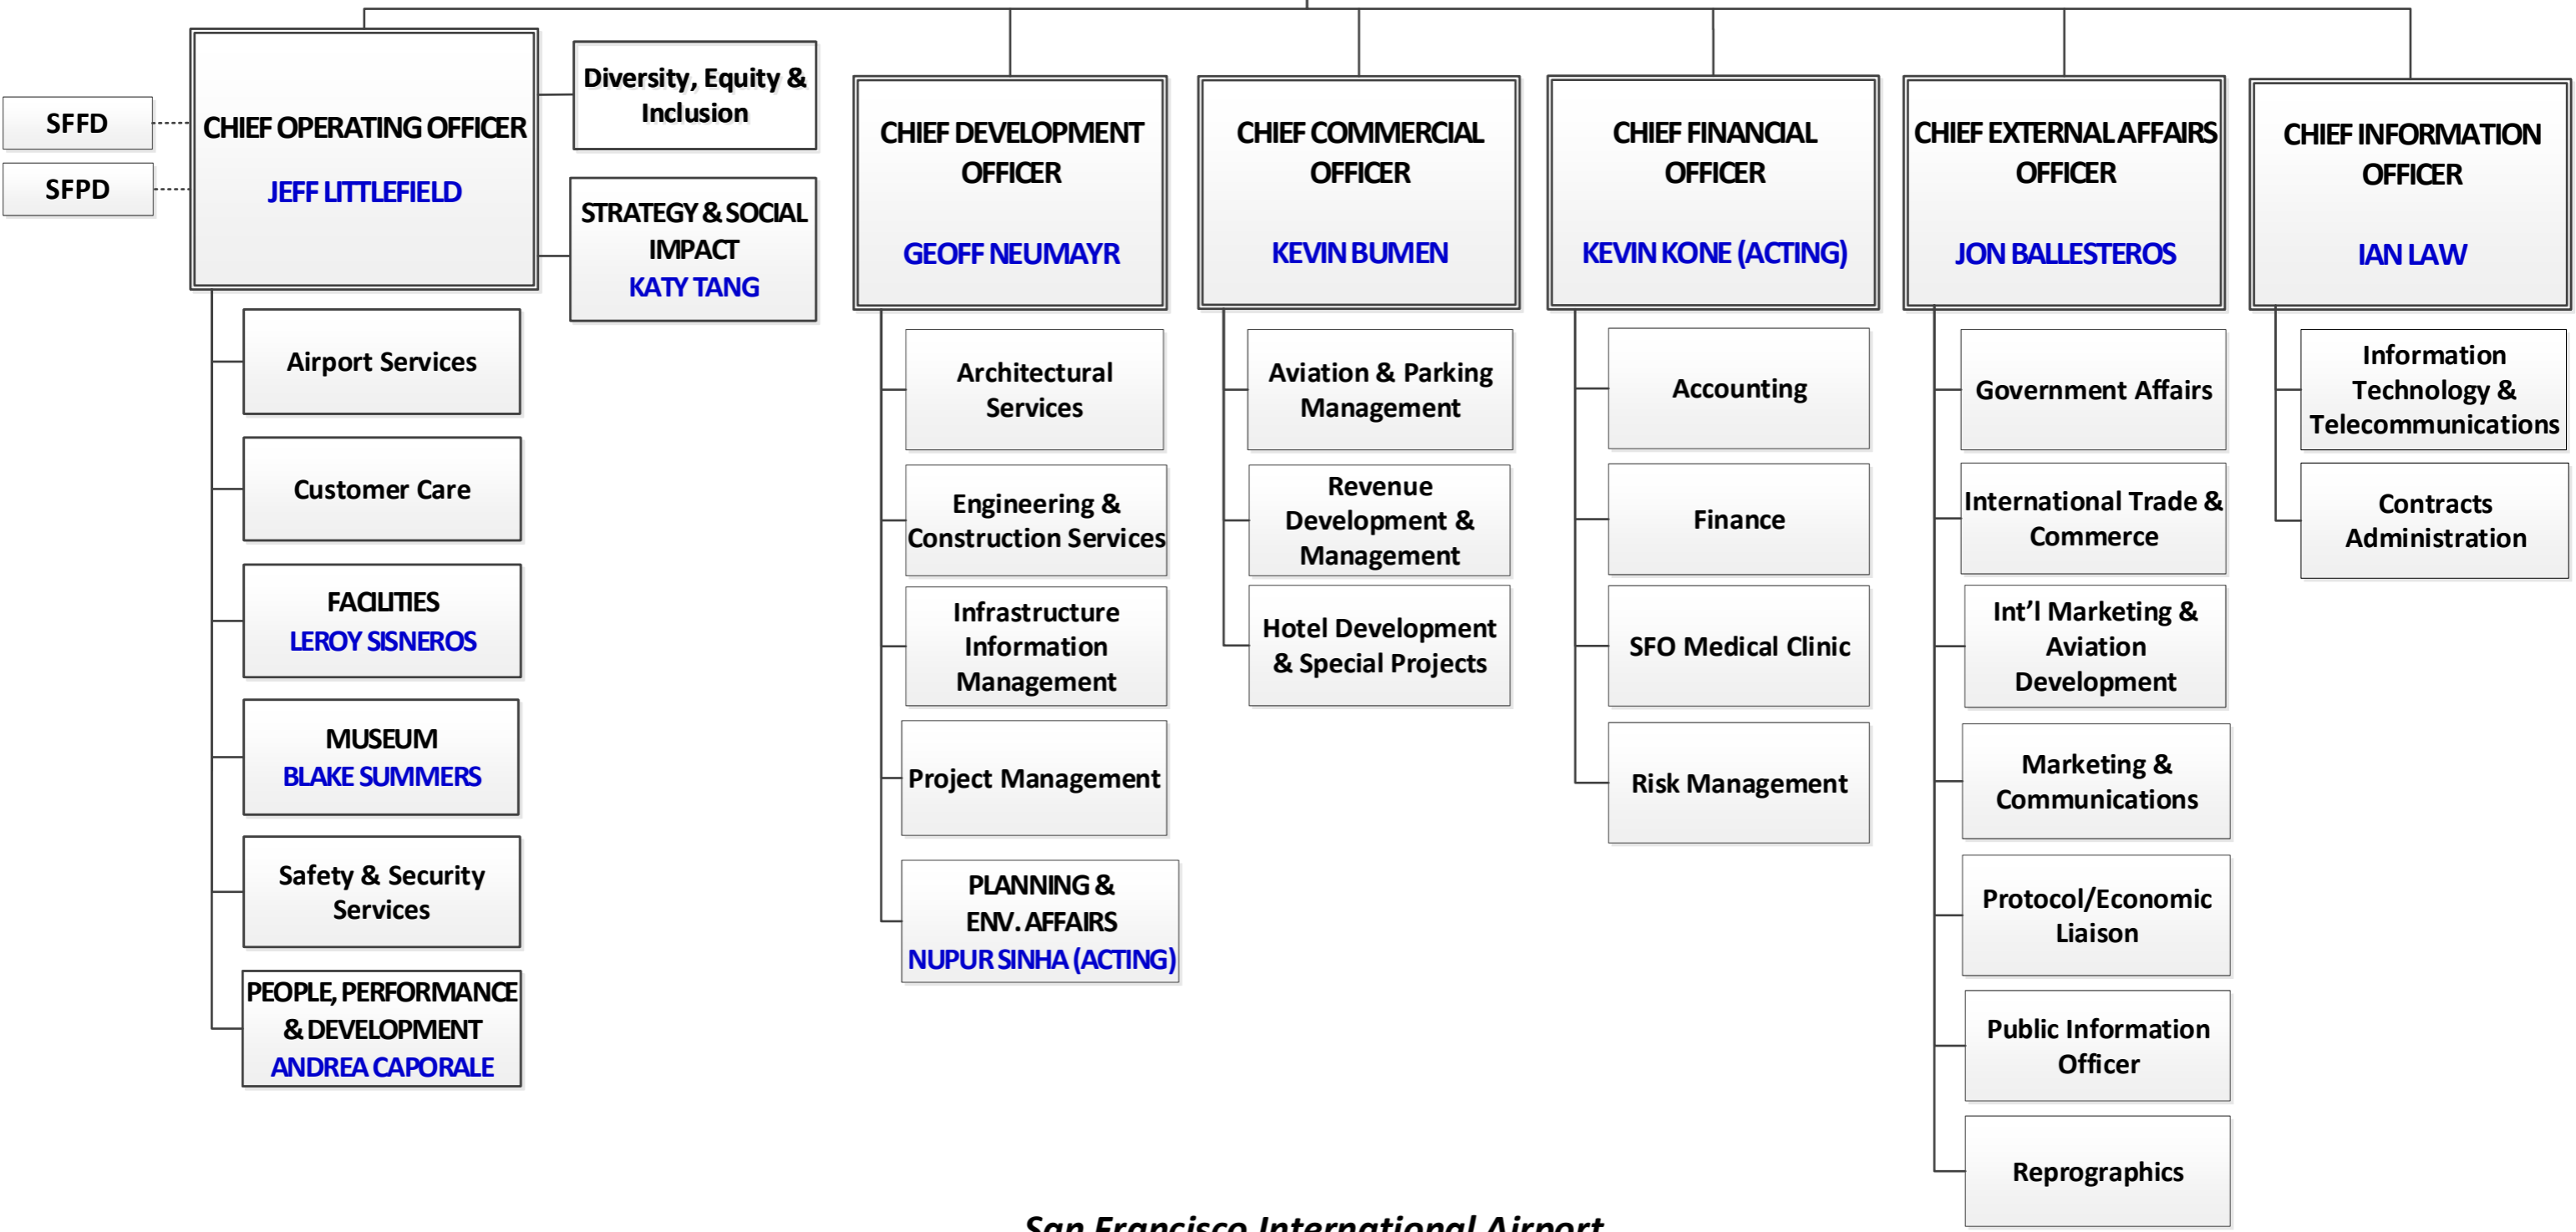 SFFD
SFPD
CHIEF OPERATING OFFICER
JEFF LITTLEFIELD
Diversity, Equity &
Inclusion
STRATEGY & SOCIAL
IMPACT
KATY TANG
Airport Services
Customer Care
FACILITIES
LEROY SISNEROS
MUSEUM
BLAKE SUMMERS
Safety & Security
Services
PEOPLE, PERFORMANCE
& DEVELOPMENT
ANDREA CAPORALE
CHIEF DEVELOPMENT
OFFICER
GEOFF NEUMAYR
Architectural
Services
Engineering &
Construction Services
Infrastructure
Information
Management
Project Management
PLANNING &
ENV. AFFAIRS
NUPUR SINHA (ACTING)
CHIEF COMMERCIAL
OFFICER
KEVIN BUMEN
Aviation & Parking
Management
Revenue
Development &
Management
Hotel Development
& Special Projects
CHIEF FINANCIAL
OFFICER
KEVIN KONE (ACTING)
Accounting
Finance
SFO Medical Clinic
Risk Management
CHIEF EXTERNAL AFFAIRS
OFFICER
JON BALLESTEROS
Government Affairs
International Trade &
Commerce
Int’l Marketing &
Aviation
Development
Marketing &
Communications
Protocol/Economic
Liaison
Public Information
Officer
Reprographics
CHIEF INFORMATION
OFFICER
IAN LAW
Information
Technology &
Telecommunications
Contracts
Administration
San Francisco International Airport